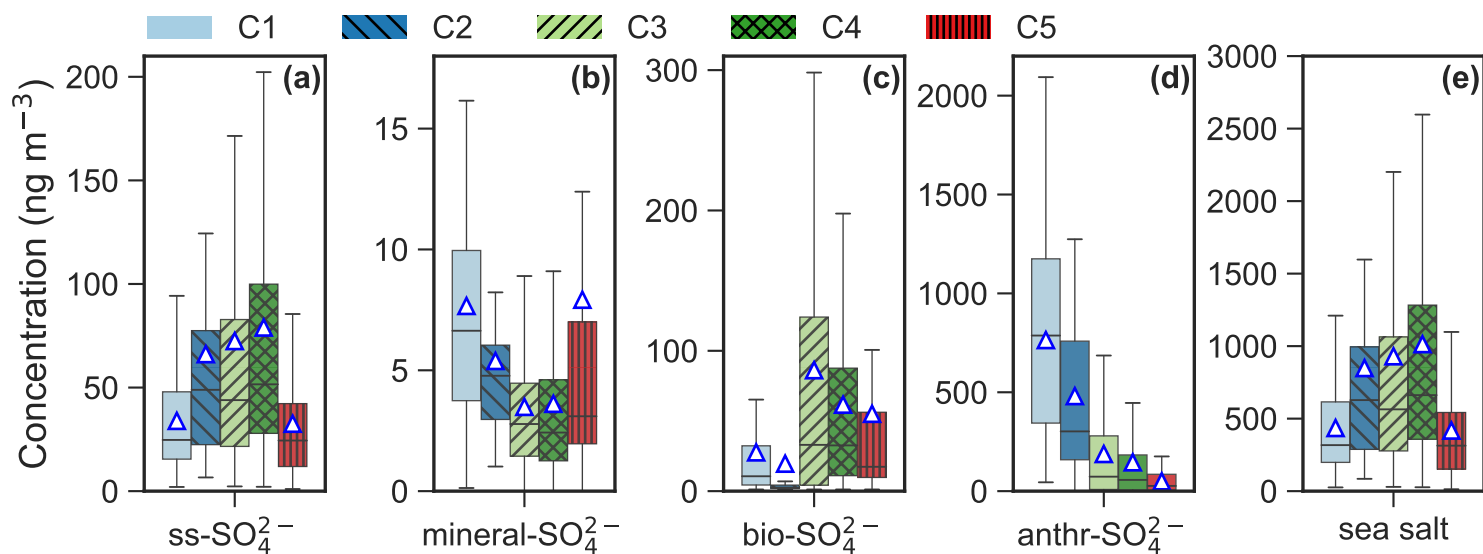 C1 C2 C3 C4 C5
Concentration (ng m⁻³)
(a)
200
150
100
50
0
ss-SO₄²⁻
(b)
15
10
5
0
mineral-SO₄²⁻
(c)
300
200
100
0
bio-SO₄²⁻
(d)
2000
1500
1000
500
0
anthr-SO₄²⁻
(e)
3000
2500
2000
1500
1000
500
0
sea salt